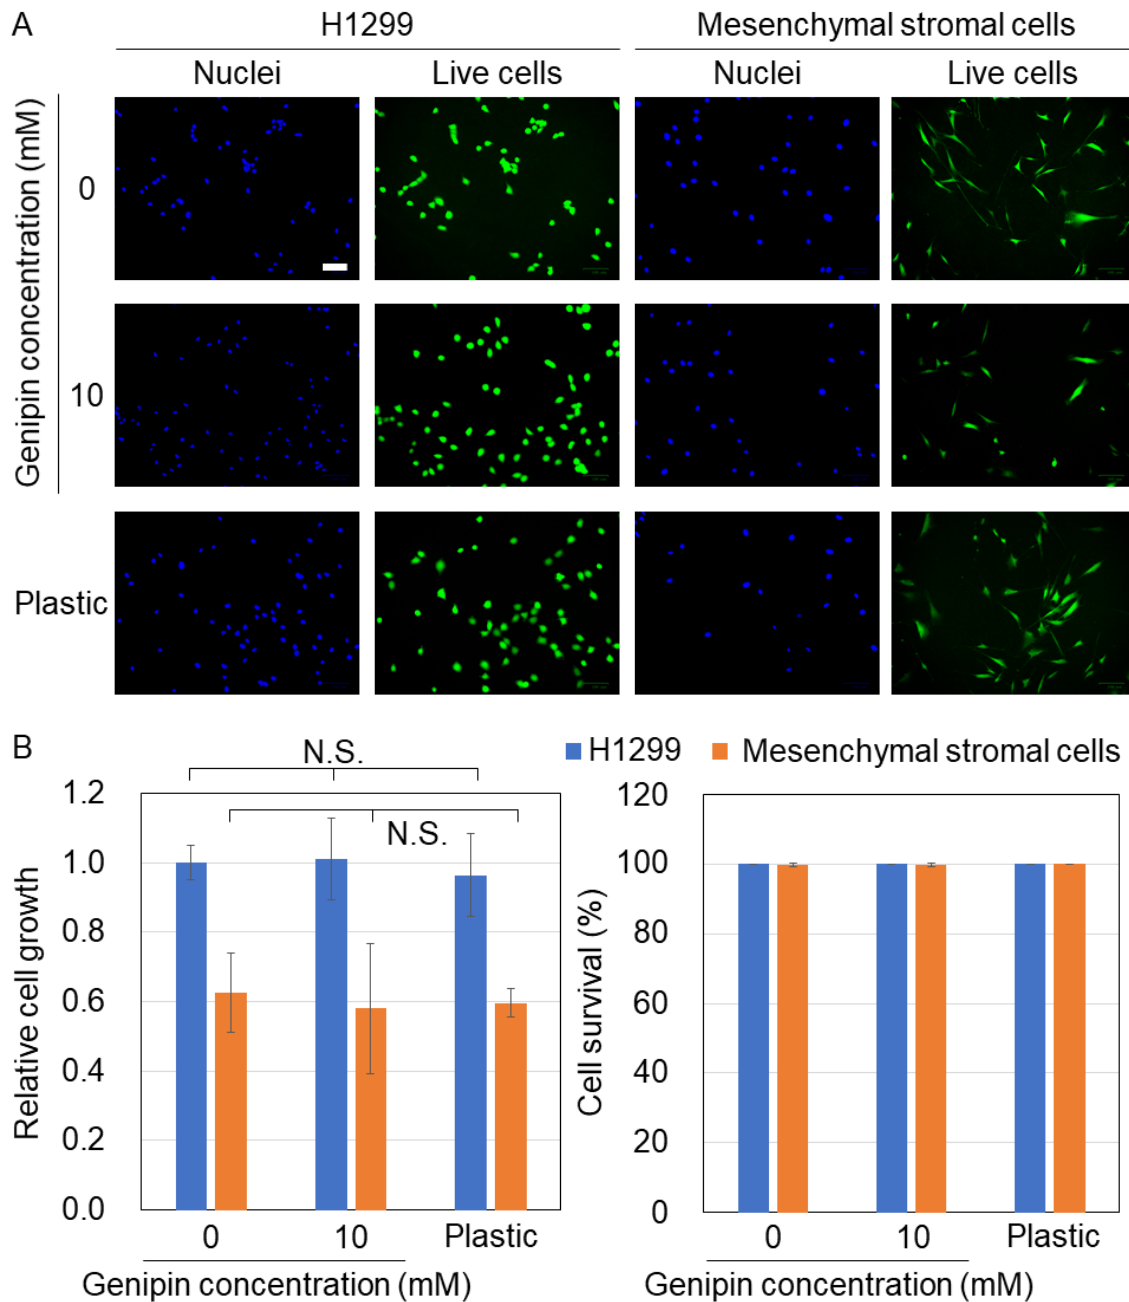 A
H1299
Mesenchymal stromal cells
Nuclei
Live cells
Nuclei
Live cells
Genipin concentration (mM)
0
10
Plastic
B
N.S.
N.S.
H1299
Mesenchymal stromal cells
Relative cell growth
1.2
1.0
0.8
0.6
0.4
0.2
0.0
0
10
Plastic
Genipin concentration (mM)
Cell survival (%)
120
100
80
60
40
20
0
0
10
Plastic
Genipin concentration (mM)